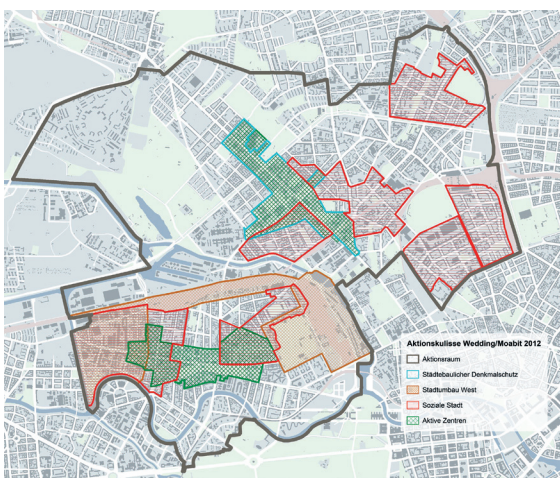 Aktionskulisse Wedding/Moabit 2012
Aktionsraum
Städtebaulicher Denkmalschutz
Stadtumbau West
Soziale Stadt
Aktive Zentren